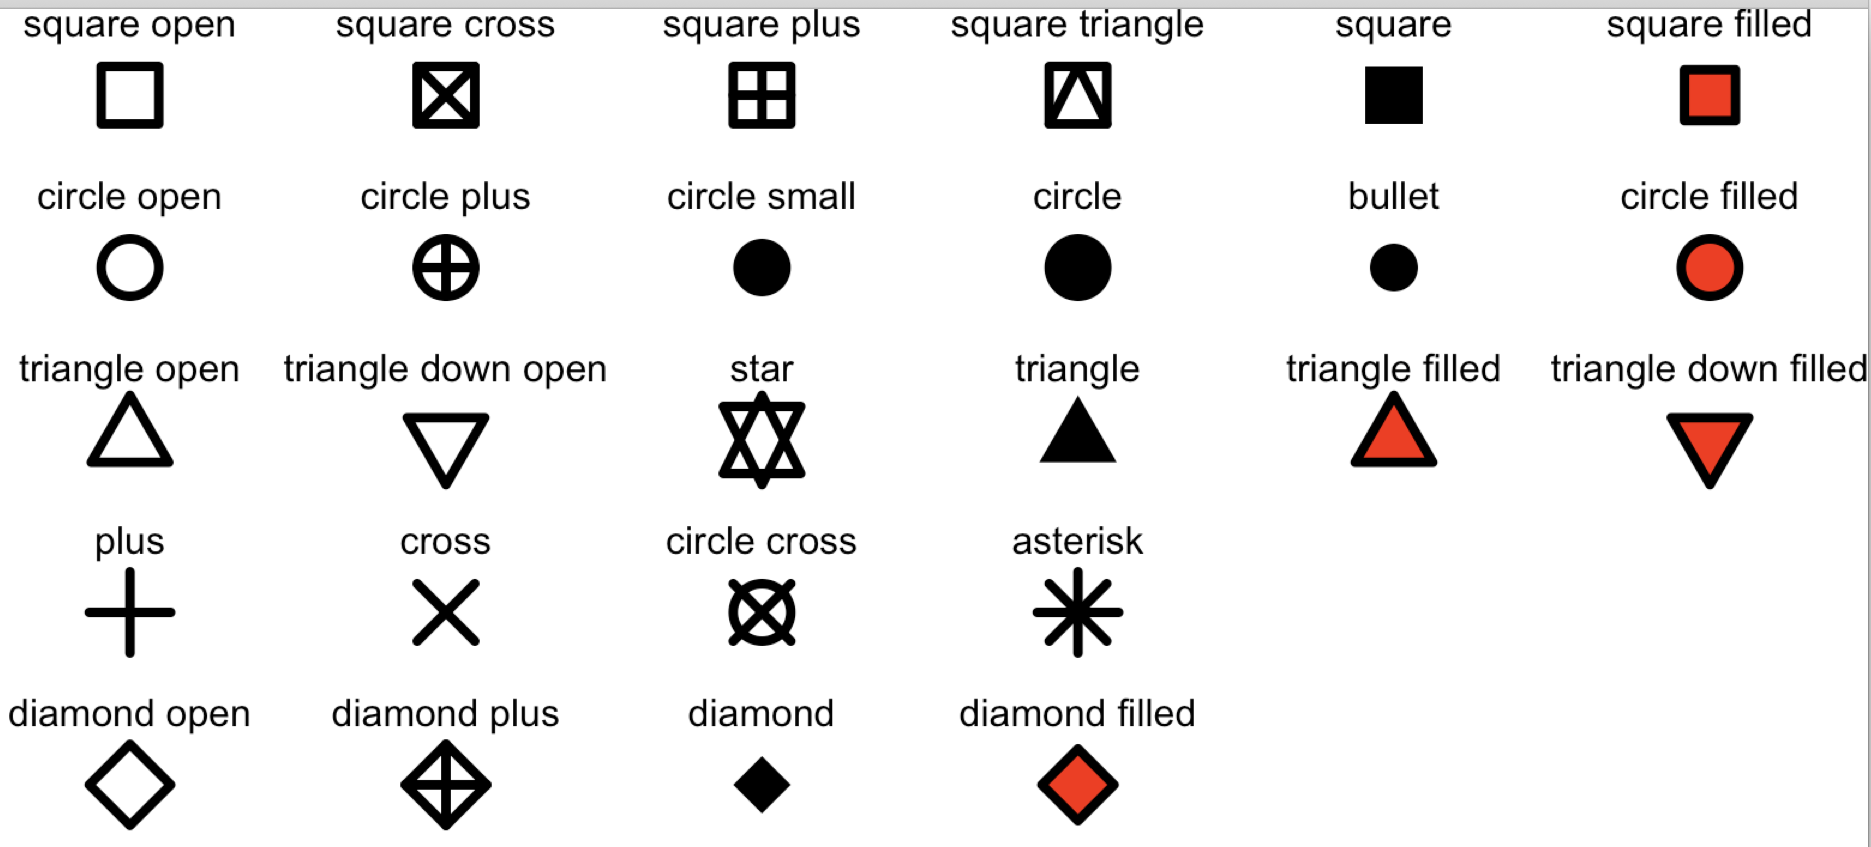 square open square cross square plus square triangle square square filled
circle open circle plus circle small circle bullet circle filled
triangle open triangle down open star triangle triangle filled triangle down filled
plus cross circle cross asterisk
diamond open diamond plus diamond diamond filled